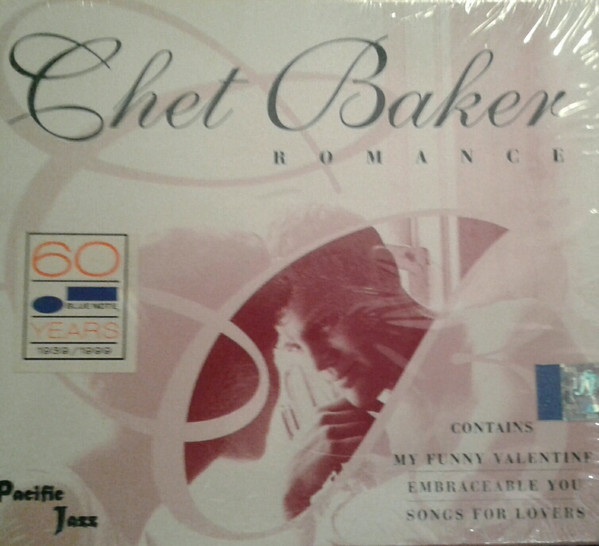 Chet Baker
ROMANCE
60
BLUE NOTE
YEARS
1939/1999
CONTAINS
MY FUNNY VALENTINE
EMBRACEABLE YOU
SONGS FOR LOVERS
Pacific
Jazz